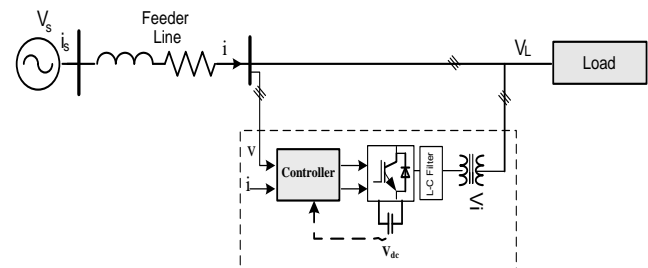 Vs
is
Feeder
Line
i
VL
Load
v
i
Controller
L-C Filter
Vi
Vdc